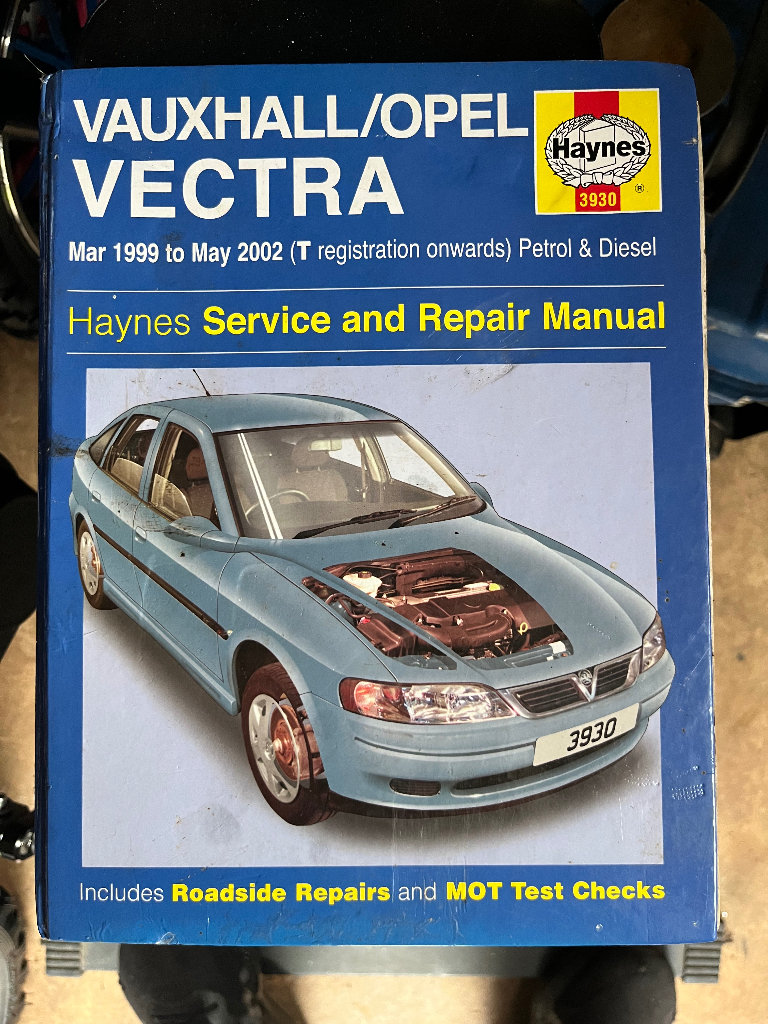 VAUXHALL/OPEL
VECTRA
Haynes
®
3930
Mar 1999 to May 2002 (T registration onwards) Petrol & Diesel
Haynes Service and Repair Manual
3930
Includes Roadside Repairs and MOT Test Checks